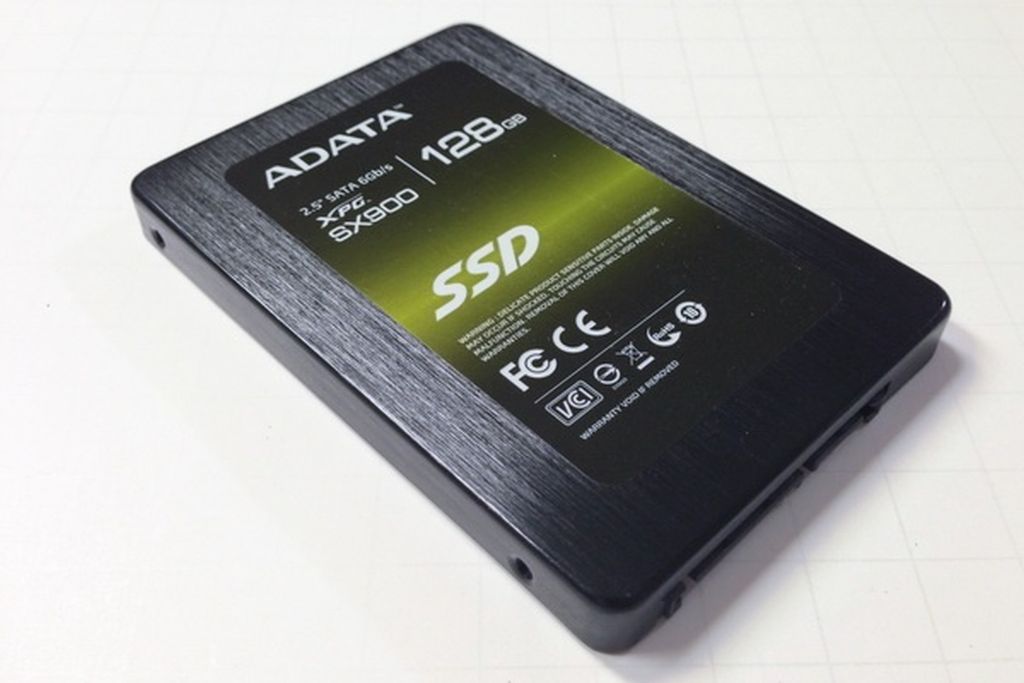 ADATA™
2.5" SATA 6Gb/s
XPG
SX900
128GB
SSD
WARNING : DELICATE PRODUCT SENSITIVE PARTS INSIDE. DAMAGE
MAY OCCUR IF SHOCKED. TOUCHING THE CIRCUITS MAY CAUSE
MALFUNCTION. REMOVAL OF THIS COVER WILL VOID ANY AND ALL
WARRANTIES.
FC CE
VCI RoHS 10
WARRANTY VOID IF REMOVED